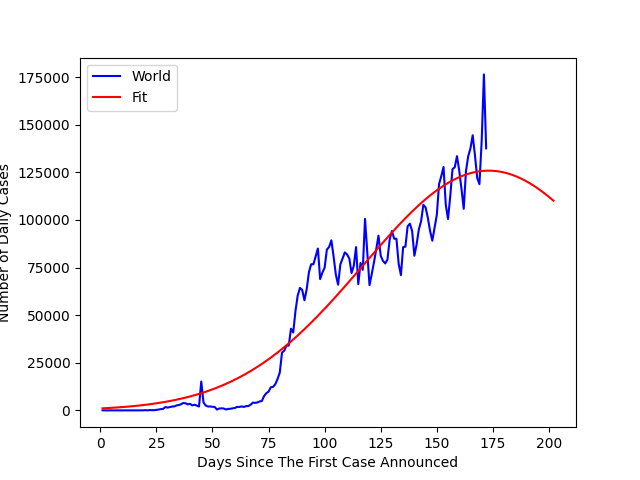 World
Fit
175000
150000
125000
100000
75000
50000
25000
0
Number of Daily Cases
0 25 50 75 100 125 150 175 200
Days Since The First Case Announced